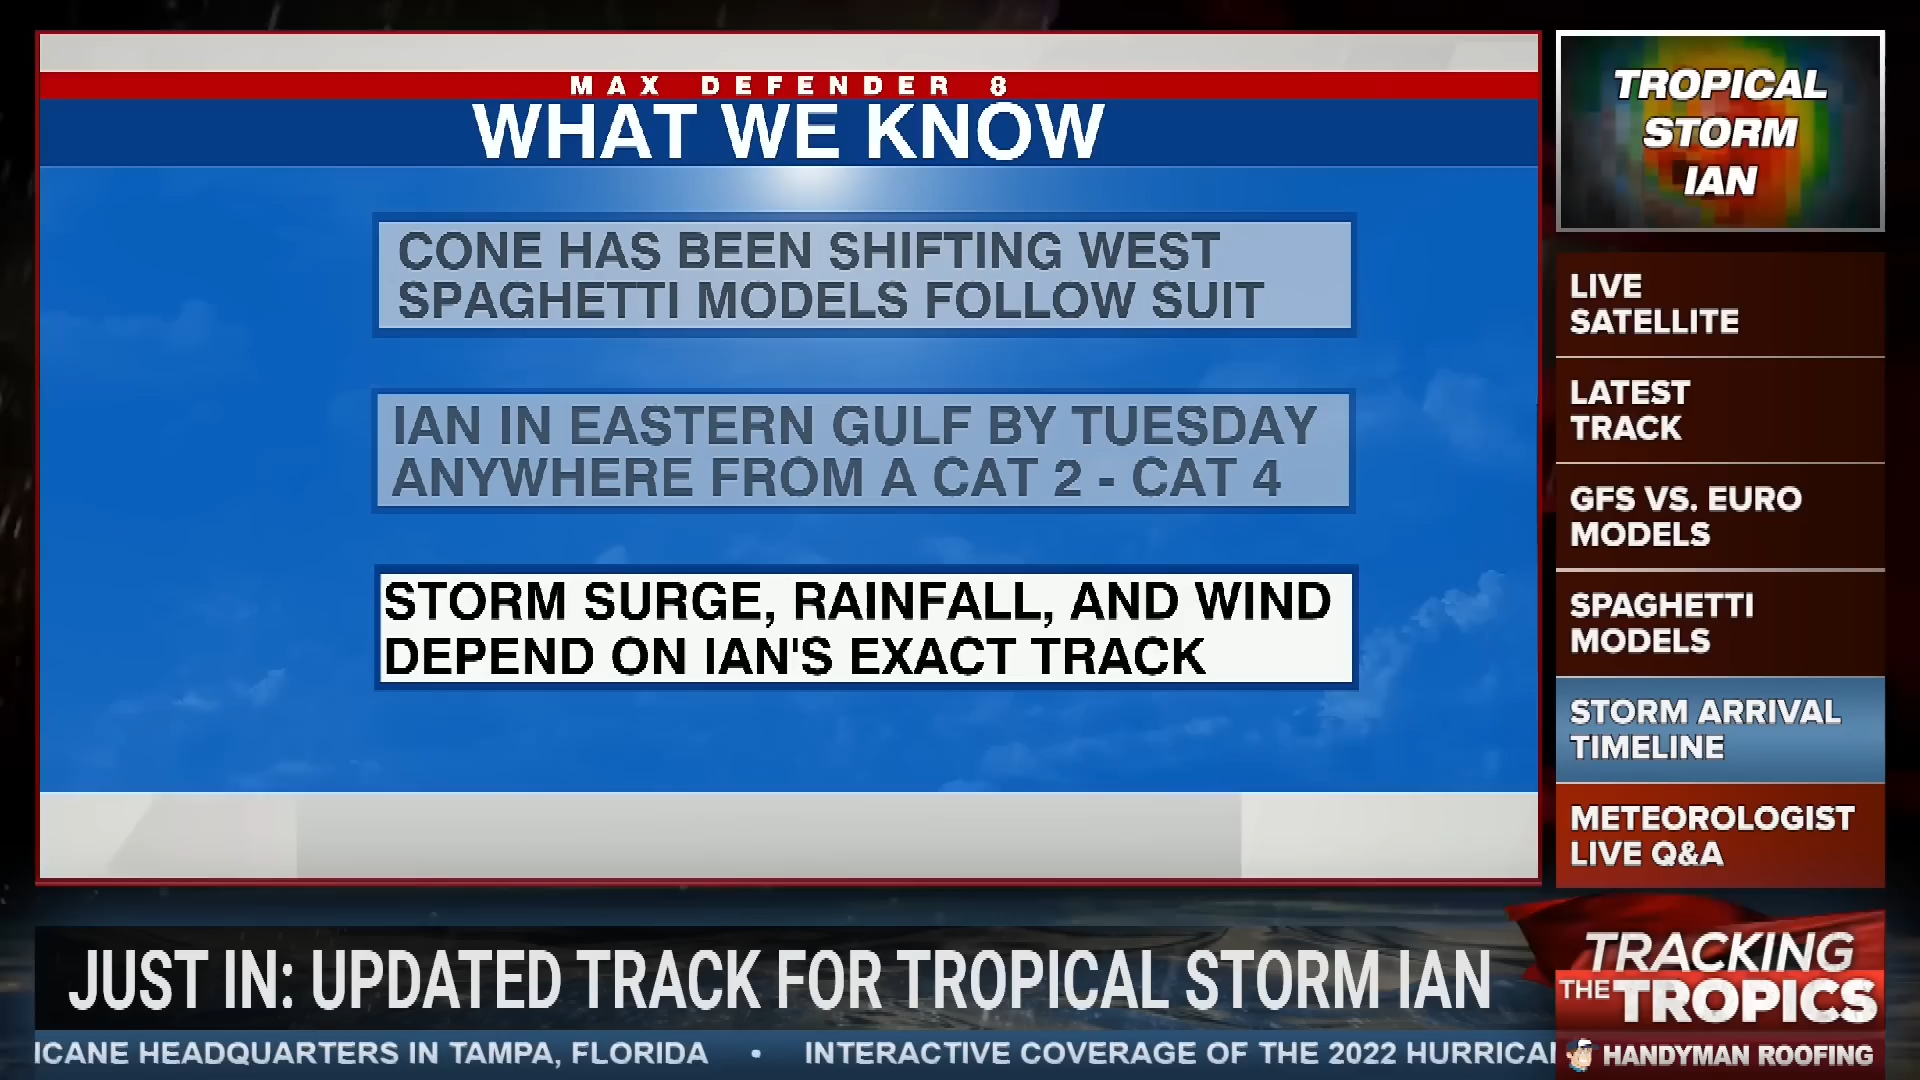 MAX DEFENDER 8
WHAT WE KNOW
CONE HAS BEEN SHIFTING WEST
SPAGHETTI MODELS FOLLOW SUIT
IAN IN EASTERN GULF BY TUESDAY
ANYWHERE FROM A CAT 2 - CAT 4
STORM SURGE, RAINFALL, AND WIND
DEPEND ON IAN'S EXACT TRACK
TROPICAL
STORM
IAN
LIVE
SATELLITE
LATEST
TRACK
GFS VS. EURO
MODELS
SPAGHETTI
MODELS
STORM ARRIVAL
TIMELINE
METEOROLOGIST
LIVE Q&A
JUST IN: UPDATED TRACK FOR TROPICAL STORM IAN
TRACKING
THE TROPICS
ICANE HEADQUARTERS IN TAMPA, FLORIDA • INTERACTIVE COVERAGE OF THE 2022 HURRICAI
HANDYMAN ROOFING